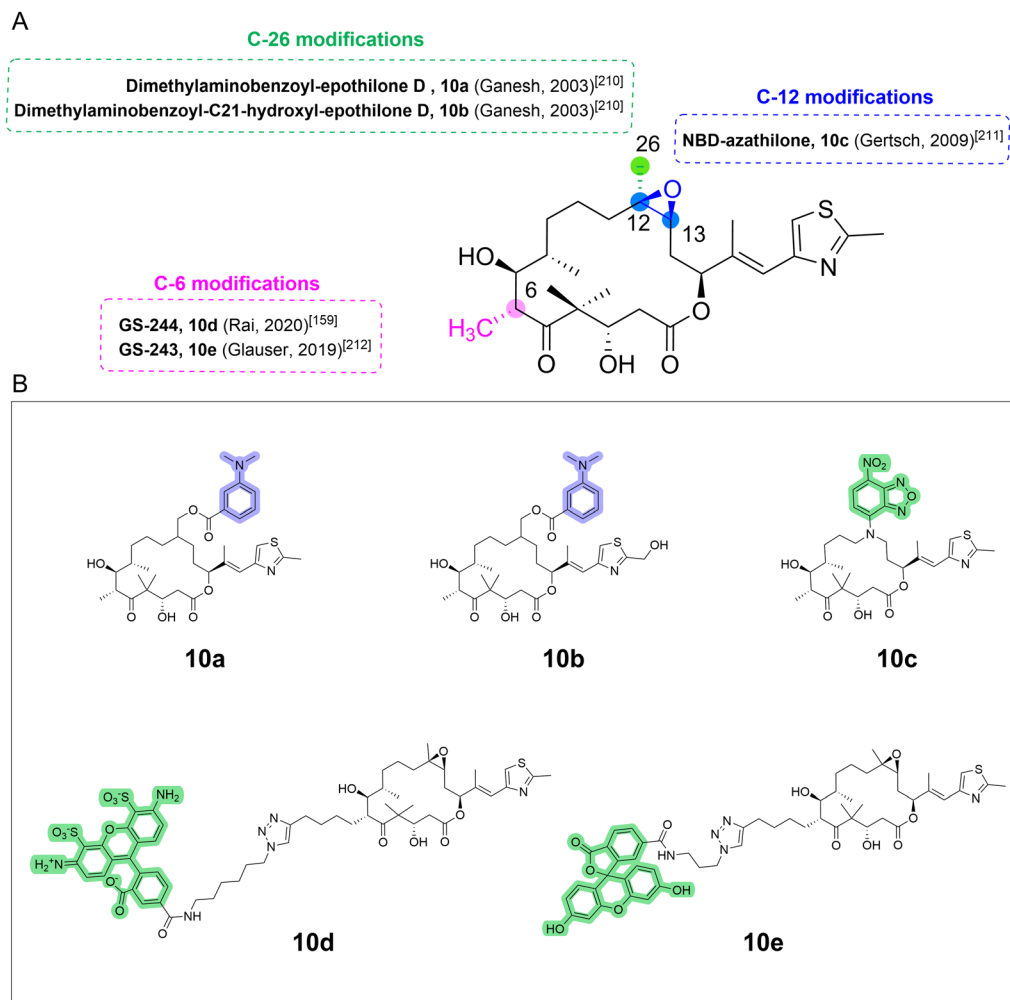 A
C-26 modifications
Dimethylaminobenzoyl-epothilone D , 10a (Ganesh, 2003)[210]
Dimethylaminobenzoyl-C21-hydroxyl-epothilone D, 10b (Ganesh, 2003)[210]
C-12 modifications
NBD-azathilone, 10c (Gertsch, 2009)[211]
26
O
12
13
S
N
HO
6
O
H3C
O
OH
O
C-6 modifications
GS-244, 10d (Rai, 2020)[159]
GS-243, 10e (Glauser, 2019)[212]
B
N
O
O
S
N
HO
O
O
OH
O
10a
N
O
O
S
OH
N
HO
O
O
OH
O
10b
NO2
N
O
N
N
S
N
HO
O
O
OH
O
10c
O
S
N
HO
O
O
OH
O
N
N
N
O3-S
NH2
O3-S
O
H2+N
O-
O
O
NH
10d
O
S
N
HO
O
O
OH
O
N
N
N
O
NH
O
O
O
OH
HO
10e